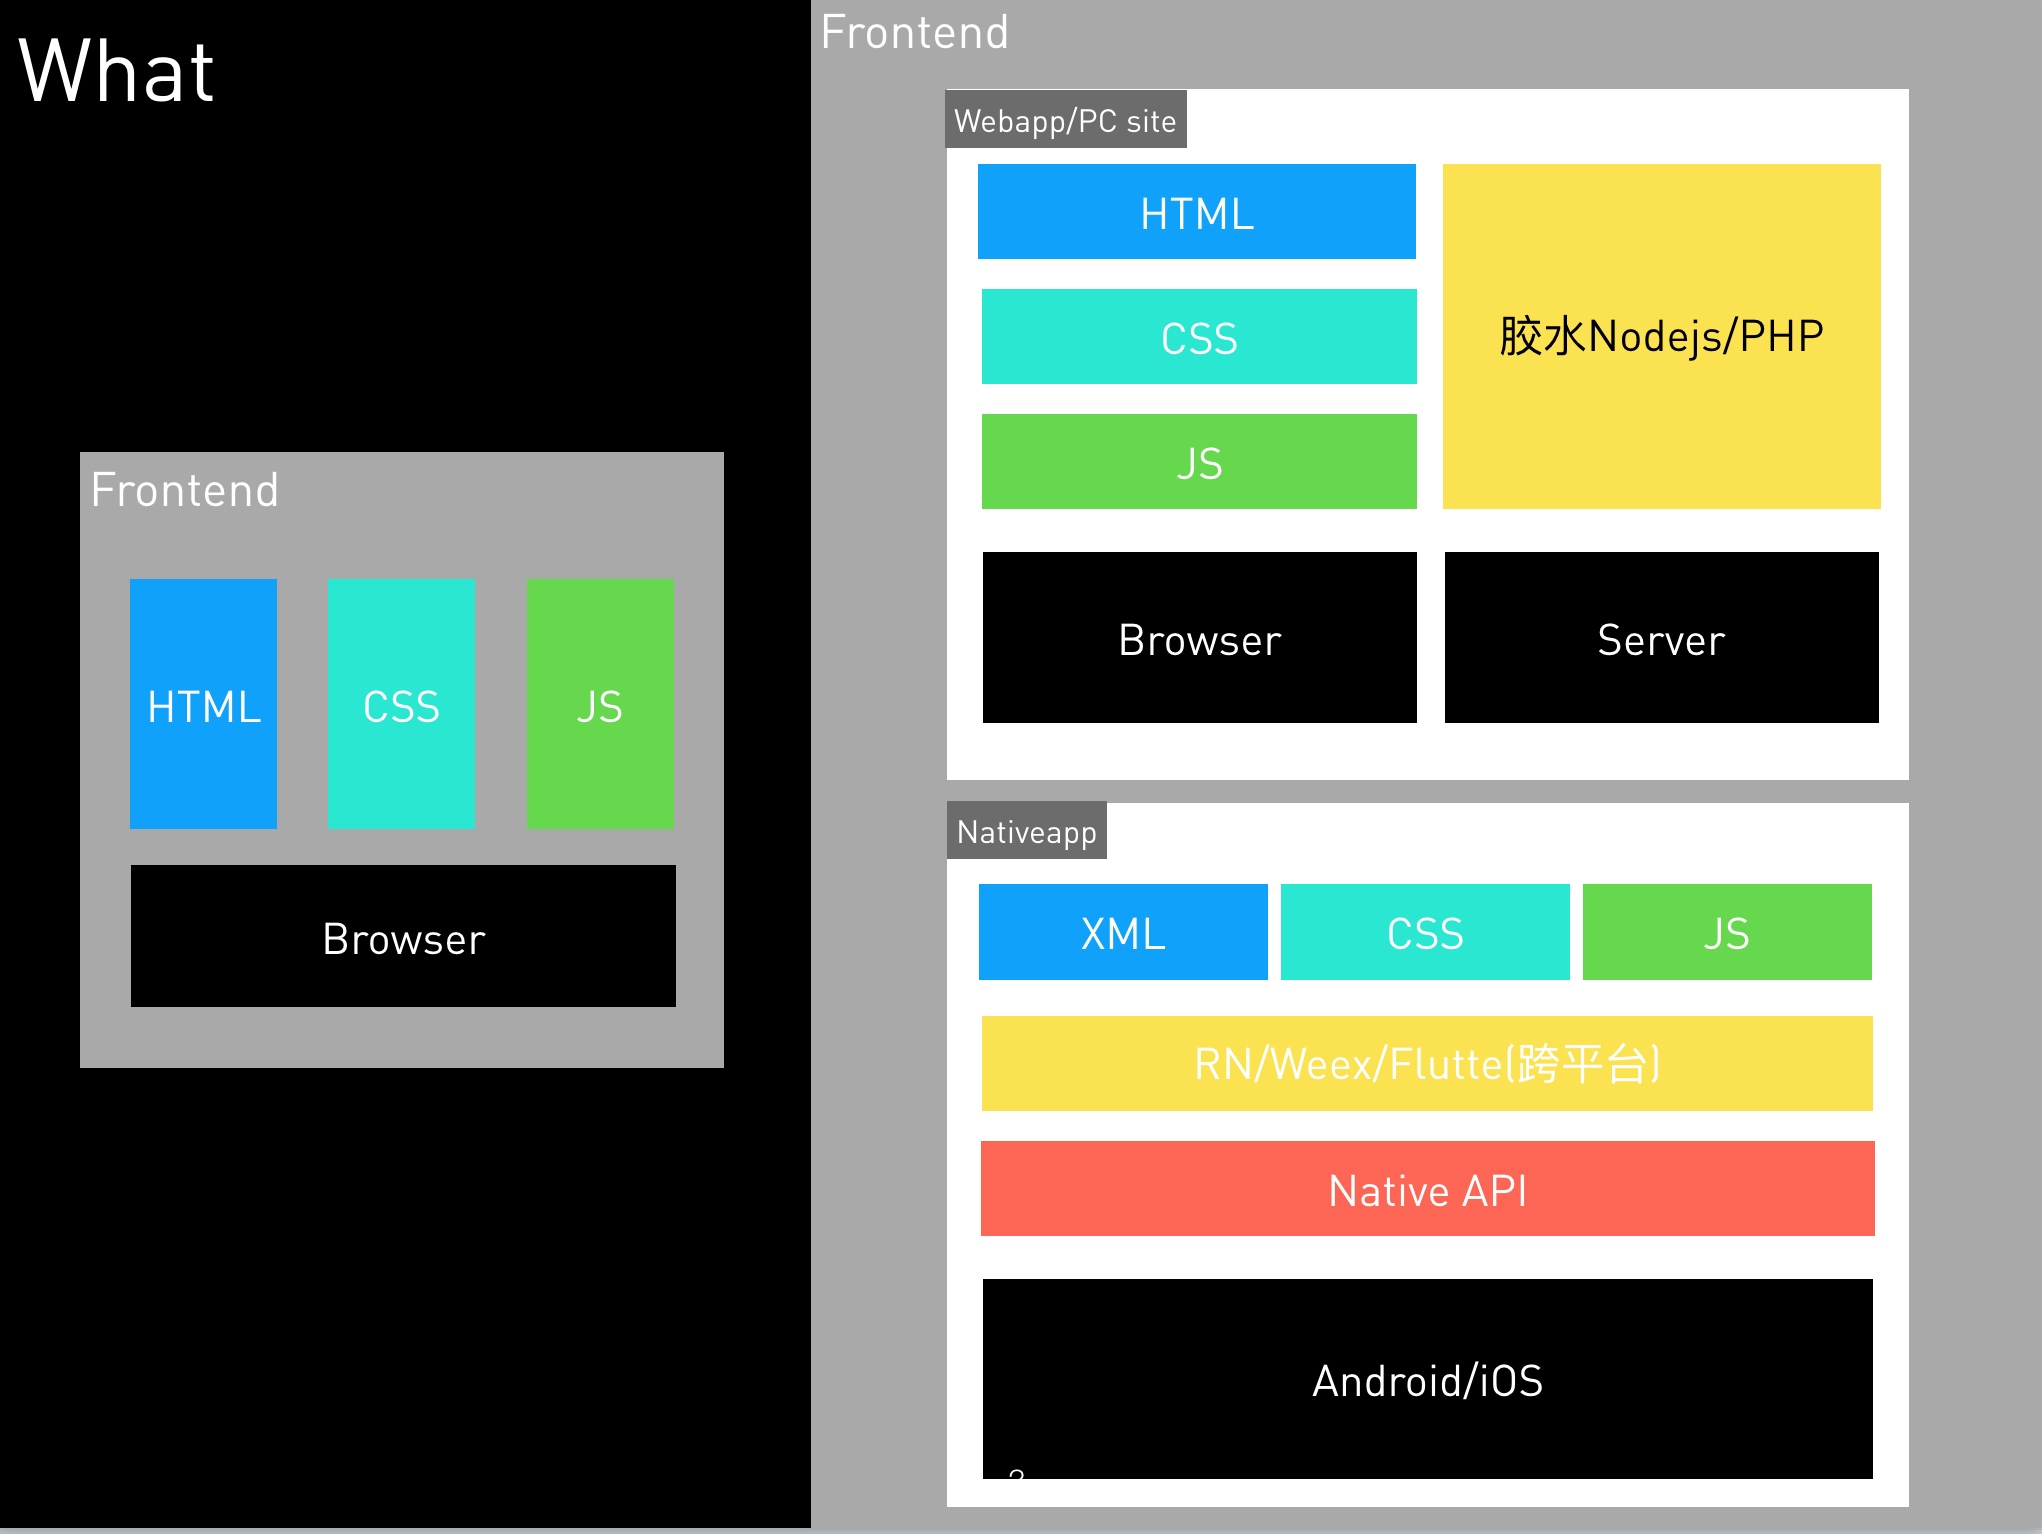 What
Frontend
HTML
CSS
JS
Browser
Frontend
Webapp/PC site
HTML
CSS
JS
胶水Nodejs/PHP
Browser
Server
Nativeapp
XML
CSS
JS
RN/Weex/Flutte(跨平台)
Native API
Android/iOS